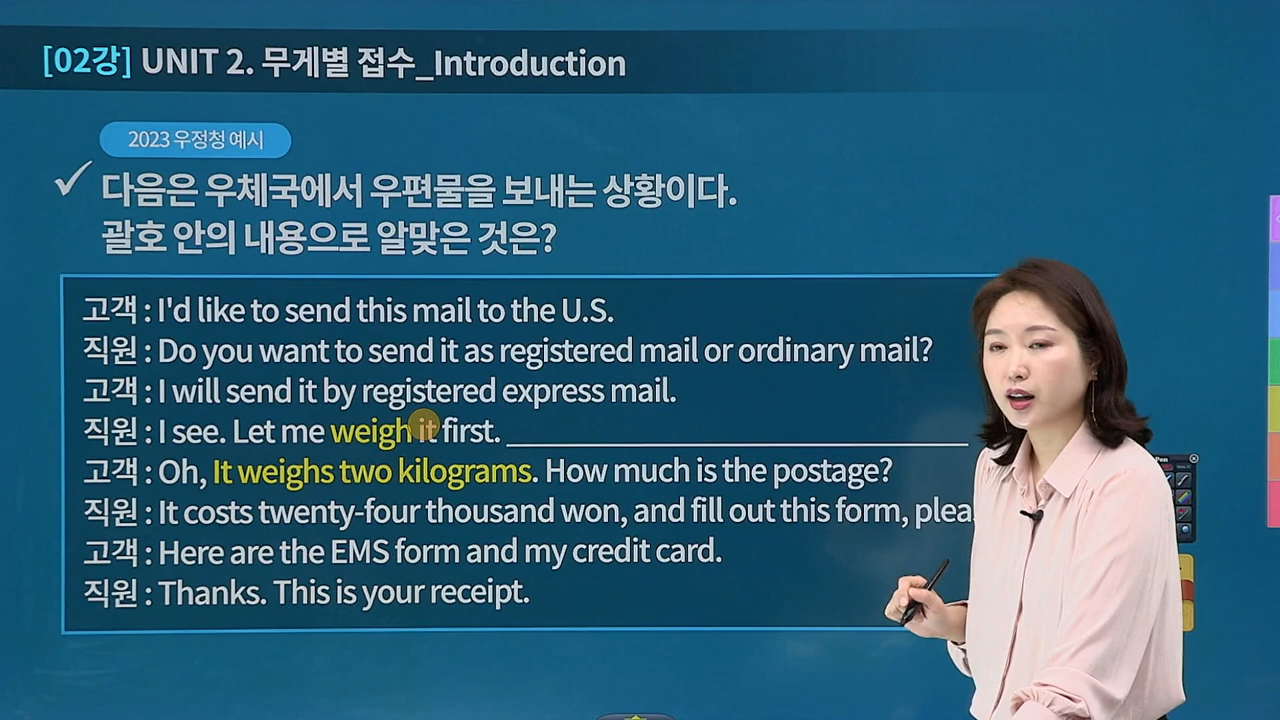 [02강] UNIT 2. 무게별 접수_Introduction
2023 우정청 예시
다음은 우체국에서 우편물을 보내는 상황이다.
괄호 안의 내용으로 알맞은 것은?
고객 : I'd like to send this mail to the U.S.
직원 : Do you want to send it as registered mail or ordinary mail?
고객 : I will send it by registered express mail.
직원 : I see. Let me weigh it first. ____________________
고객 : Oh, It weighs two kilograms. How much is the postage?
직원 : It costs twenty-four thousand won, and fill out this form,
고객 : Here are the EMS form and my credit card.
직원 : Thanks. This is your receipt.